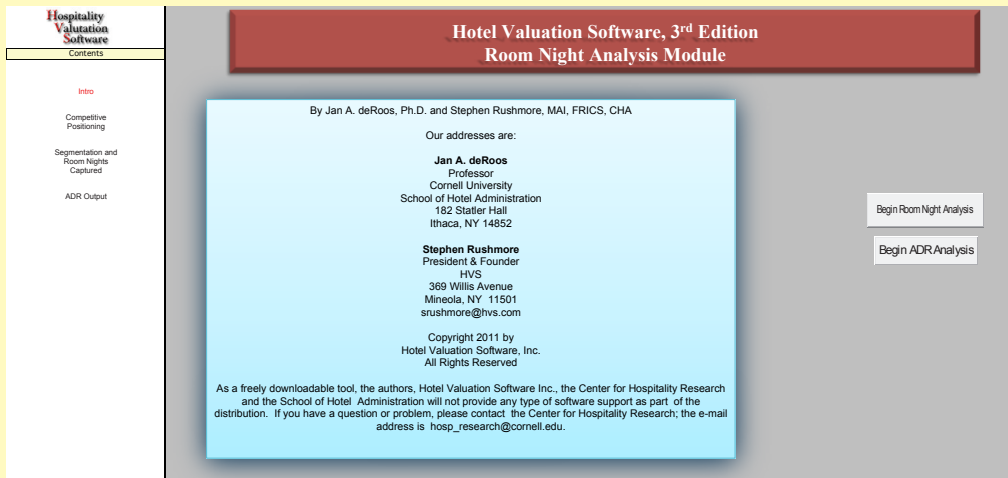 Hospitality
Valutation
Software
Contents
Intro
Competitive
Positioning
Segmentation and
Room Nights
Captured
ADR Output
Hotel Valuation Software, 3rd Edition
Room Night Analysis Module
By Jan A. deRoos, Ph.D. and Stephen Rushmore, MAI, FRICS, CHA
Our addresses are:
Jan A. deRoos
Professor
Cornell University
School of Hotel Administration
182 Statler Hall
Ithaca, NY 14852
Stephen Rushmore
President & Founder
HVS
369 Willis Avenue
Mineola, NY  11501
srushmore@hvs.com
Copyright 2011 by
Hotel Valuation Software, Inc.
All Rights Reserved
As a freely downloadable tool, the authors, Hotel Valuation Software Inc., the Center for Hospitality Research
and the School of Hotel  Administration will not provide any type of software support as part  of the
distribution.  If you have a question or problem, please contact  the Center for Hospitality Research; the e-mail
address is  hosp_research@cornell.edu.
Begin Room Night Analysis
Begin ADR Analysis